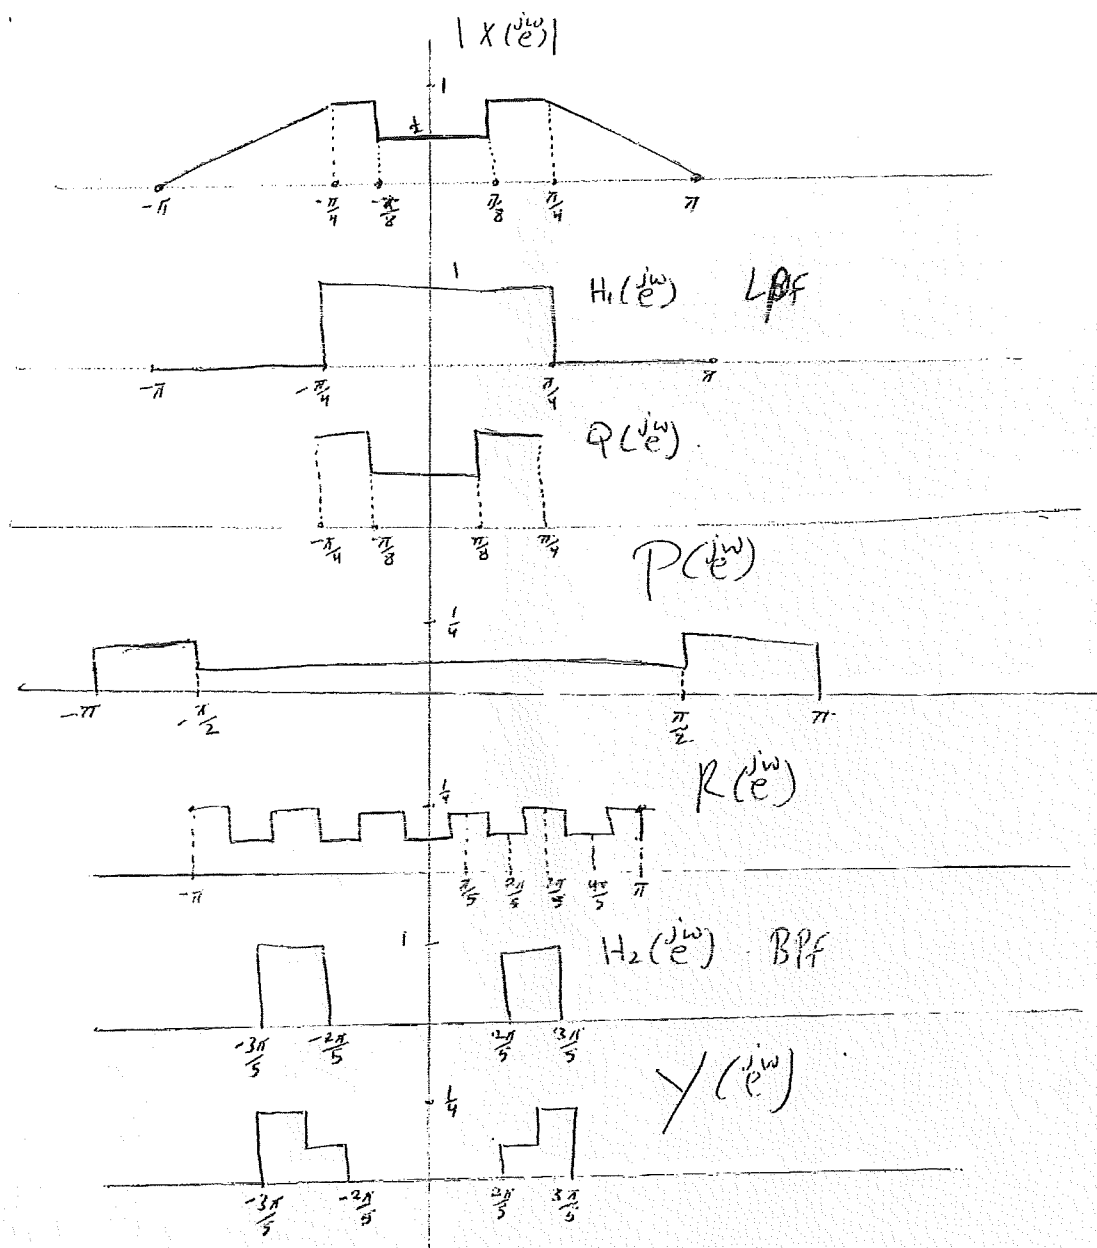 |X(e^{jω})|
1
1/2
-π -π/4 -π/8 π/8 π/4 π
1
H₁(e^{jω}) LPf
-π -π/4 π/4 π
Q(e^{jω})
-π/4 -π/8 π/8 π/4
P(e^{jω})
1/4
-π -π/2 π/2 π
R(e^{jω})
1/4
-π π/5 2π/5 3π/5 4π/5 π
1
H₂(e^{jω}) BPf
-3π/5 -2π/5 2π/5 3π/5
Y(e^{jω})
1/4
-3π/5 -2π/5 2π/5 3π/5